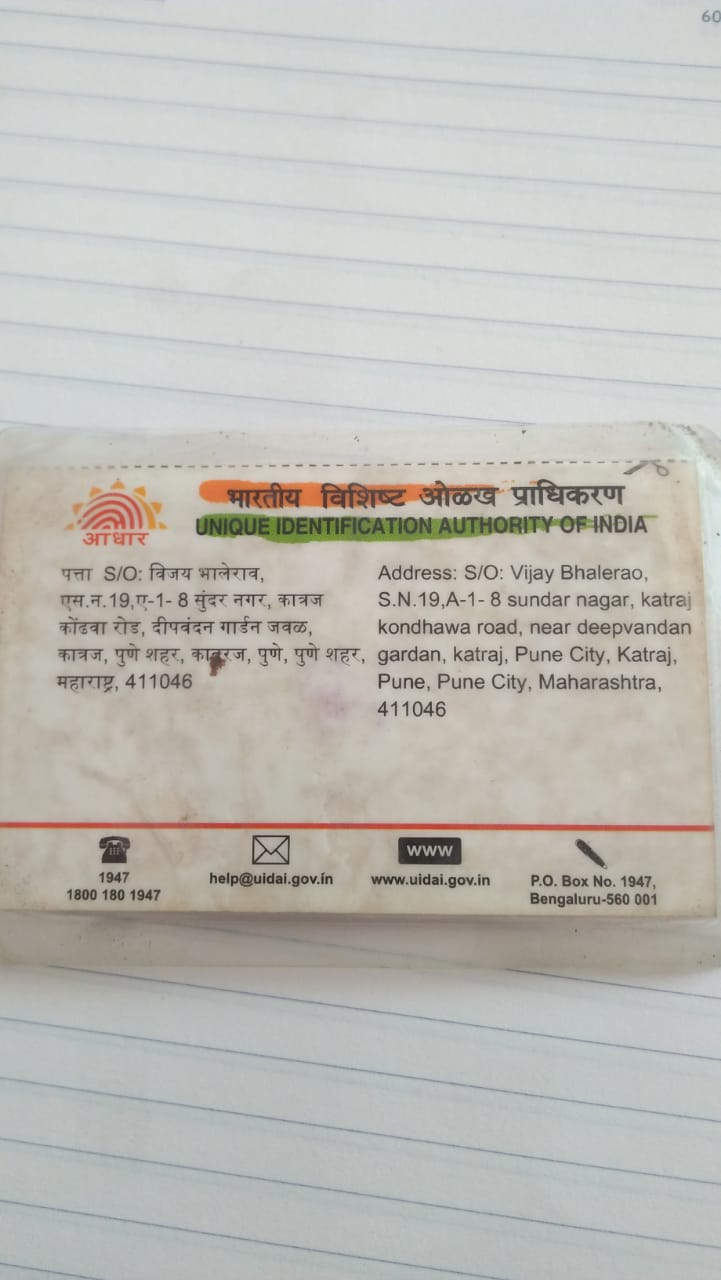 60
भारतीय विशिष्ट ओळख प्राधिकरण
UNIQUE IDENTIFICATION AUTHORITY OF INDIA
आधार
पत्ता S/O: विजय भालेराव,
एस.न.19,ए-1- 8 सुंदर नगर, कात्रज
कोंढवा रोड, दीपवंदन गार्डन जवळ,
कात्रज, पुणे शहर, कात्रज, पुणे, पुणे शहर,
महाराष्ट्र, 411046
Address: S/O: Vijay Bhalerao,
S.N.19,A-1- 8 sundar nagar, katraj
kondhawa road, near deepvandan
gardan, katraj, Pune City, Katraj,
Pune, Pune City, Maharashtra,
411046
1947
1800 180 1947
help@uidai.gov.in
www
www.uidai.gov.in
P.O. Box No. 1947,
Bengaluru-560 001